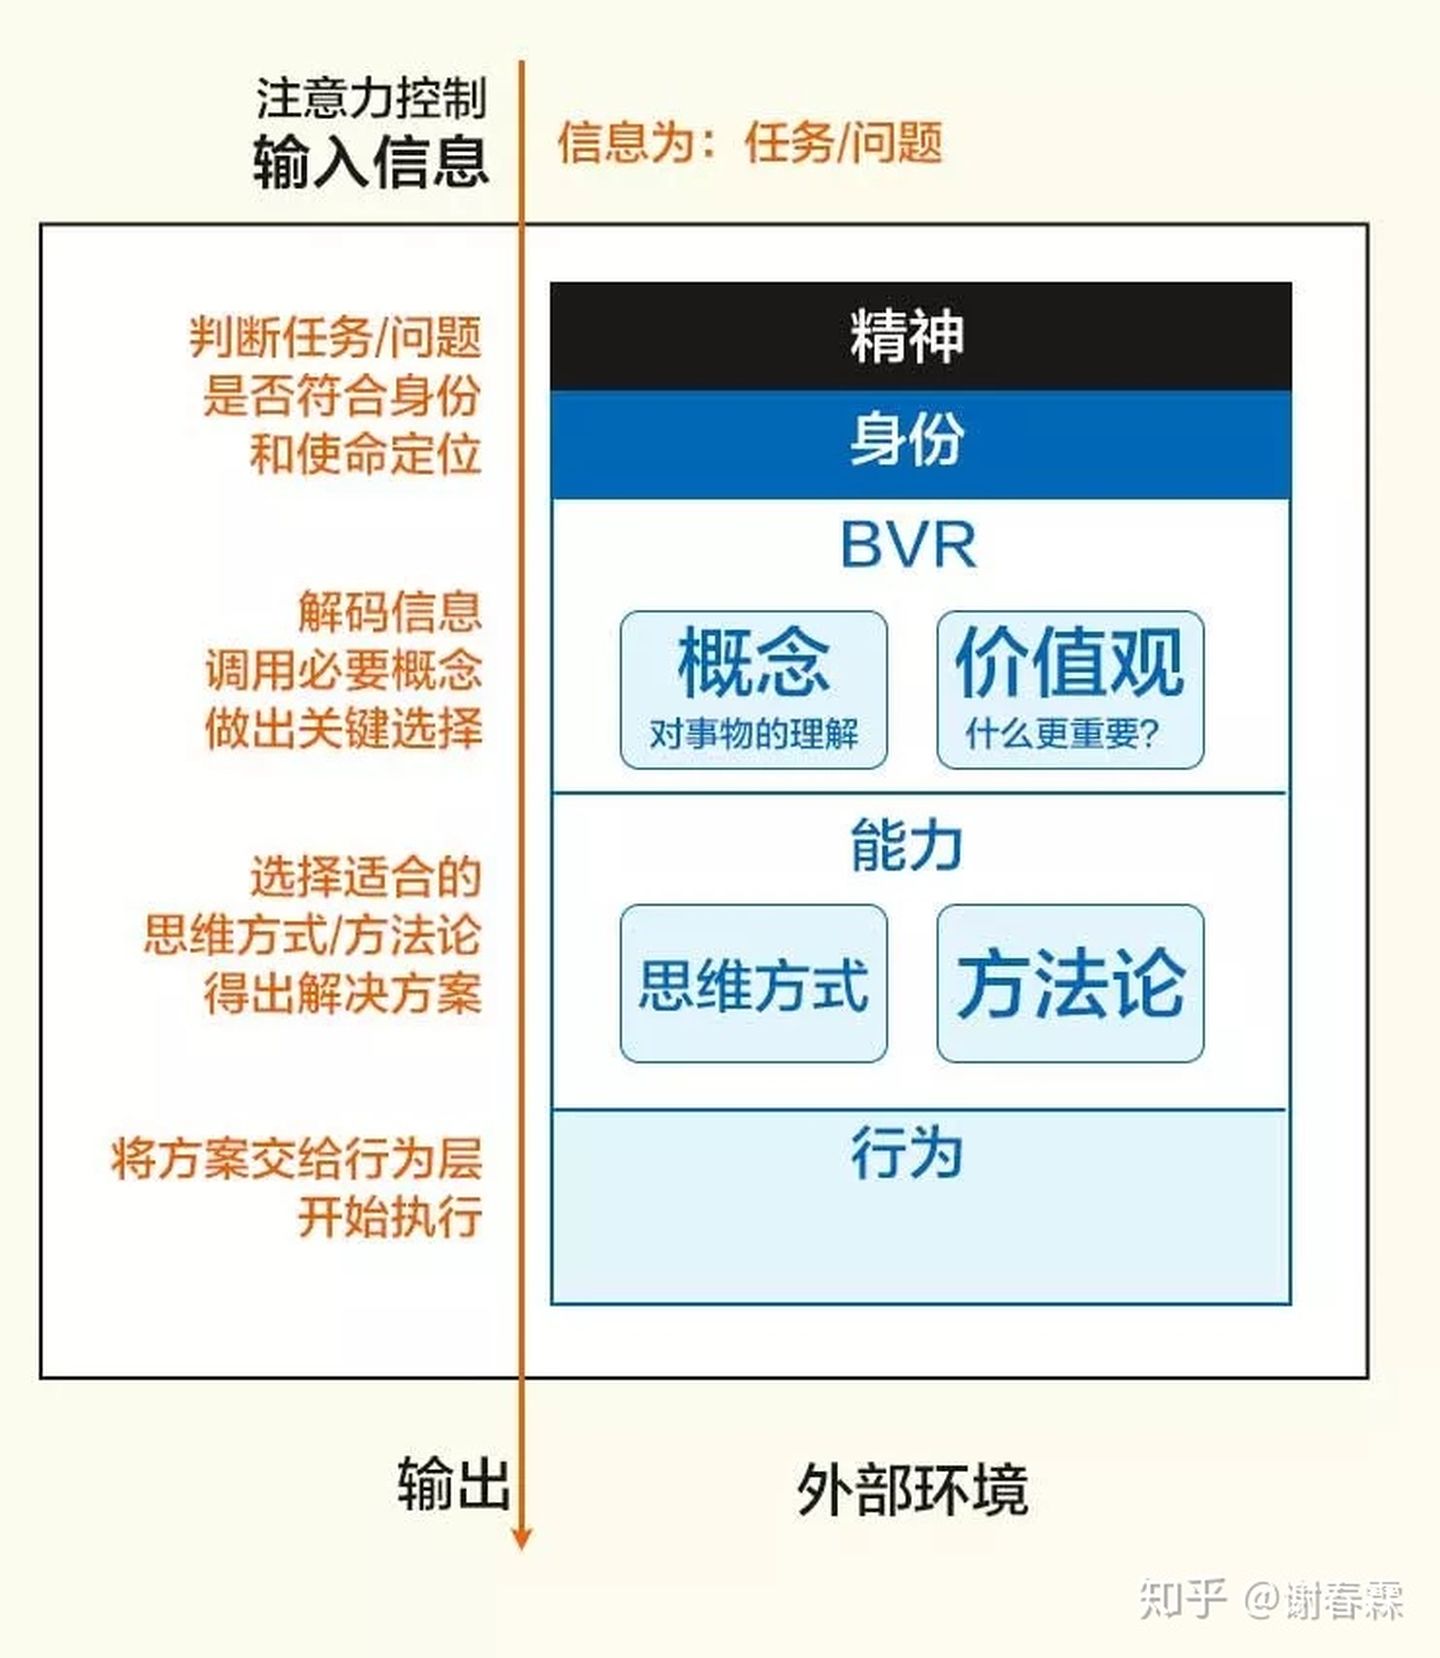 注意力控制
输入信息
信息为：任务/问题
判断任务/问题
是否符合身份
和使命定位
精神
身份
BVR
解码信息
调用必要概念
做出关键选择
概念
对事物的理解
价值观
什么更重要?
能力
选择适合的
思维方式/方法论
得出解决方案
思维方式
方法论
将方案交给行为层
开始执行
行为
输出
外部环境
知乎 @谢春霖